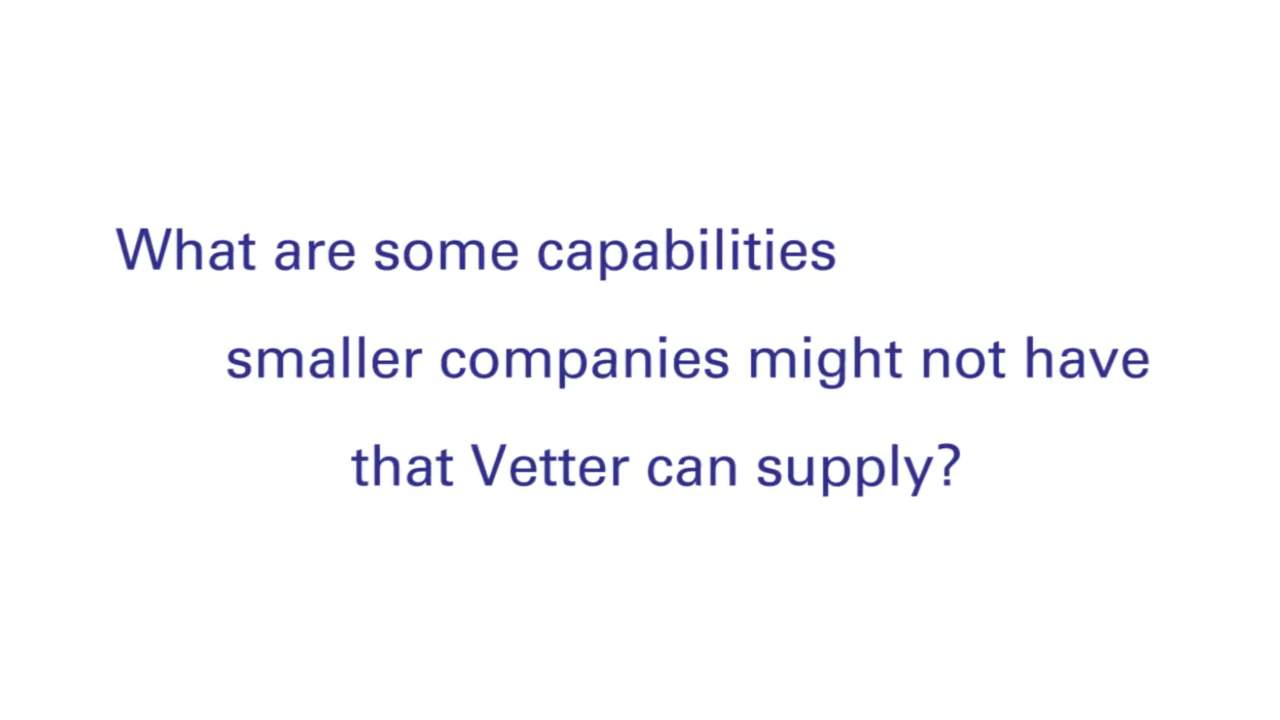 What are some capabilities
smaller companies might not have
that Vetter can supply?